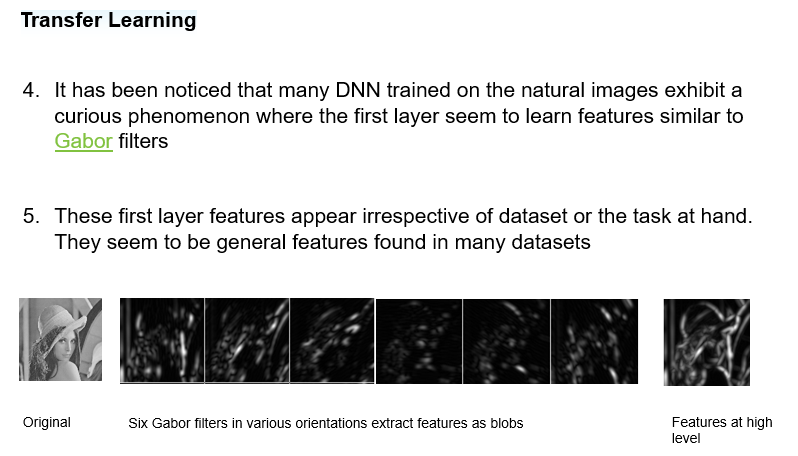 Transfer Learning
4. It has been noticed that many DNN trained on the natural images exhibit a
curious phenomenon where the first layer seem to learn features similar to
Gabor filters
5. These first layer features appear irrespective of dataset or the task at hand.
They seem to be general features found in many datasets
Original
Six Gabor filters in various orientations extract features as blobs
Features at high
level